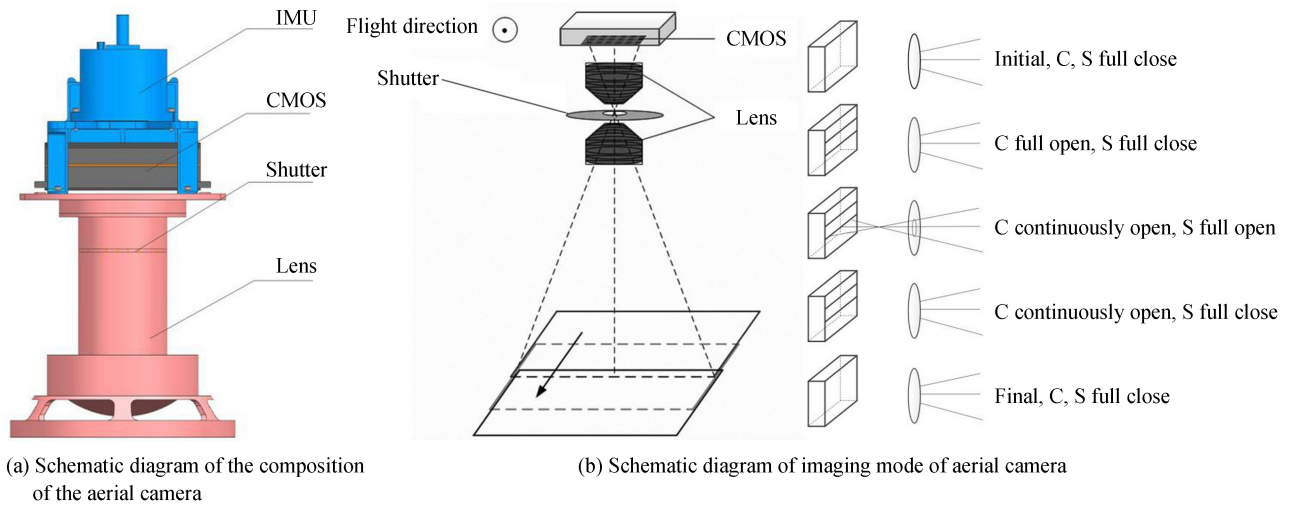 IMU
CMOS
Shutter
Lens
(a) Schematic diagram of the composition
of the aerial camera
Flight direction
CMOS
Shutter
Lens
Initial, C, S full close
C full open, S full close
C continuously open, S full open
C continuously open, S full close
Final, C, S full close
(b) Schematic diagram of imaging mode of aerial camera